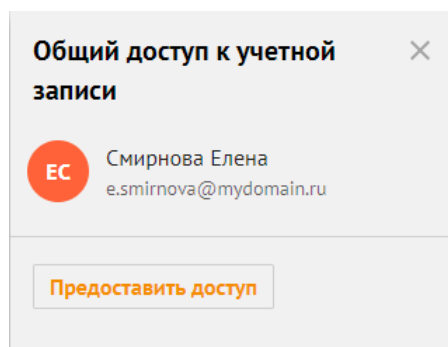 Общий доступ к учетной
записи
ЕС
Смирнова Елена
e.smirnova@mydomain.ru
Предоставить доступ